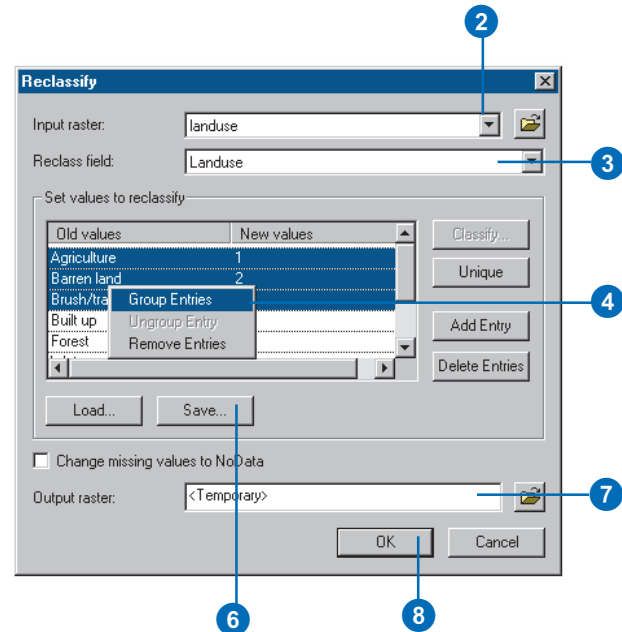 2
Reclassify
Input raster: landuse
Reclass field: Landuse
3
Set values to reclassify
Old values New values
Classify...
Agriculture 1
Barren land 2
Unique
Brush/tra
Group Entries
4
Built up
Ungroup Entry
Add Entry
Forest
Remove Entries
Delete Entries
Load... Save...
Change missing values to NoData
Output raster: <Temporary>
7
OK Cancel
6
8